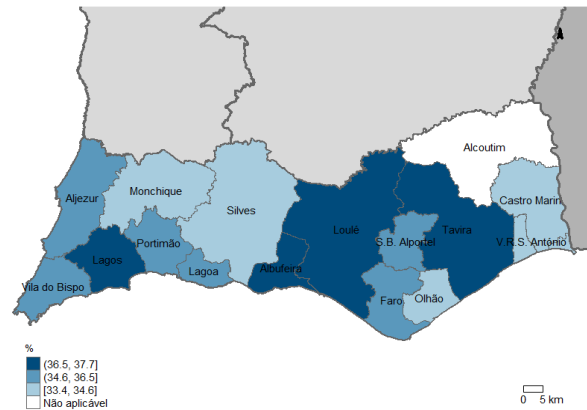 Alcoutim
Aljezur
Monchique
Castro Marim
Silves
Loulé
Tavira
Portimão
S.B. Alportel
V.R.S. António
Lagos
Albufeira
Lagoa
Vila do Bispo
Faro
Olhão
%
(36.5, 37.7]
(34.6, 36.5]
[33.4, 34.6]
Não aplicável
0 5 km